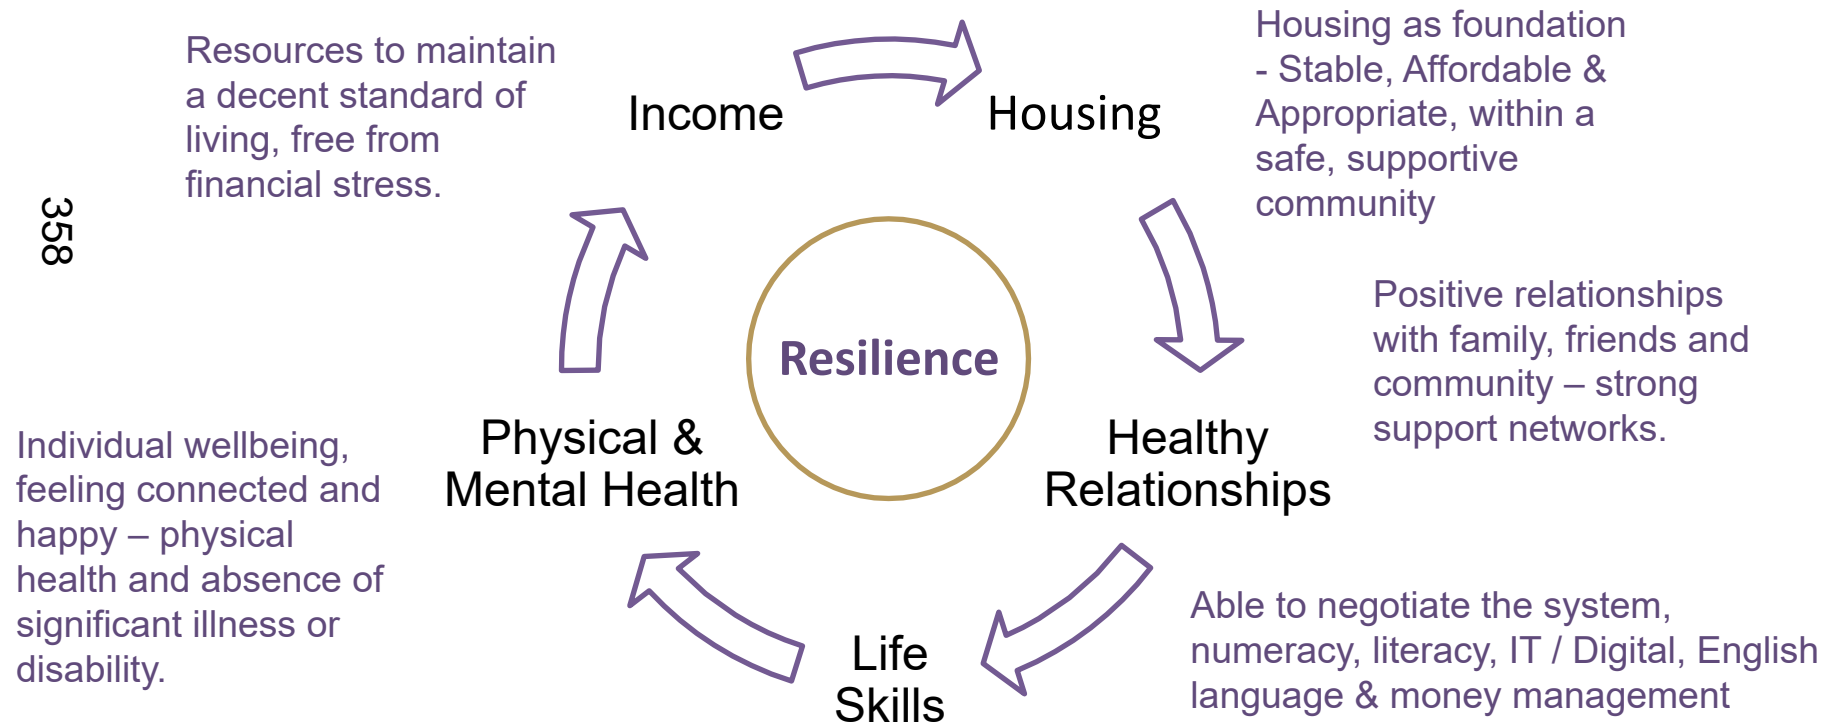 Resources to maintain
a decent standard of
living, free from
financial stress.
Income
Housing
Housing as foundation
- Stable, Affordable &
Appropriate, within a
safe, supportive
community
358
Resilience
Positive relationships
with family, friends and
community – strong
support networks.
Physical &
Mental Health
Healthy
Relationships
Individual wellbeing,
feeling connected and
happy – physical
health and absence of
significant illness or
disability.
Life
Skills
Able to negotiate the system,
numeracy, literacy, IT / Digital, English
language & money management